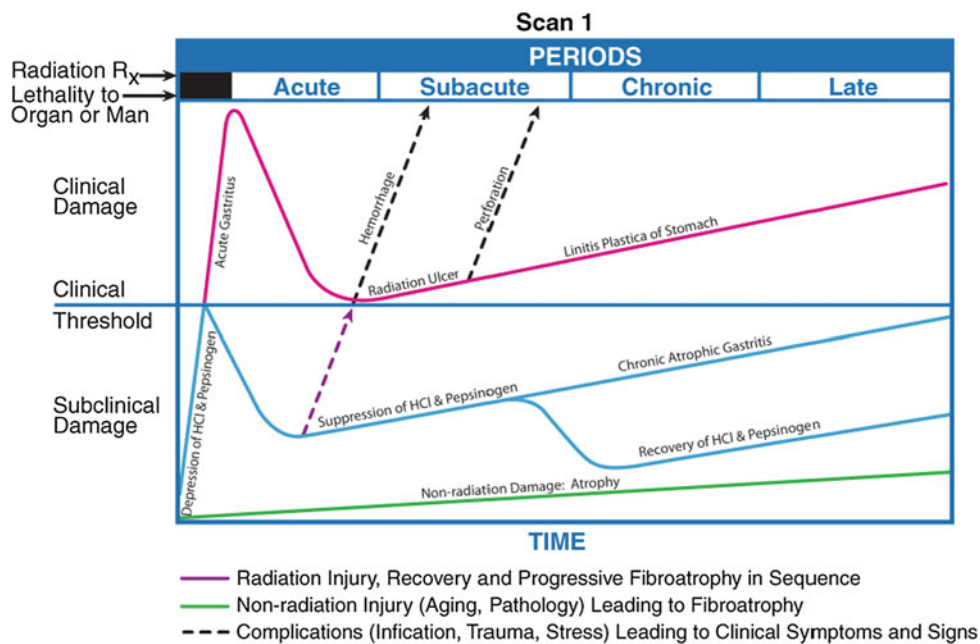 Scan 1
PERIODS
Radiation Rx
Lethality to
Organ or Man
Acute
Subacute
Chronic
Late
Clinical
Damage
Acute Gastritus
Hemorrhage
Perforation
Radiation Ulcer
Linitis Plastica of Stomach
Clinical
Threshold
Subclinical
Damage
Depression of HCl & Pepsinogen
Suppression of HCl & Pepsinogen
Chronic Atrophic Gastritis
Recovery of HCl & Pepsinogen
Non-radiation Damage: Atrophy
TIME
Radiation Injury, Recovery and Progressive Fibroatrophy in Sequence
Non-radiation Injury (Aging, Pathology) Leading to Fibroatrophy
Complications (Infication, Trauma, Stress) Leading to Clinical Symptoms and Signs